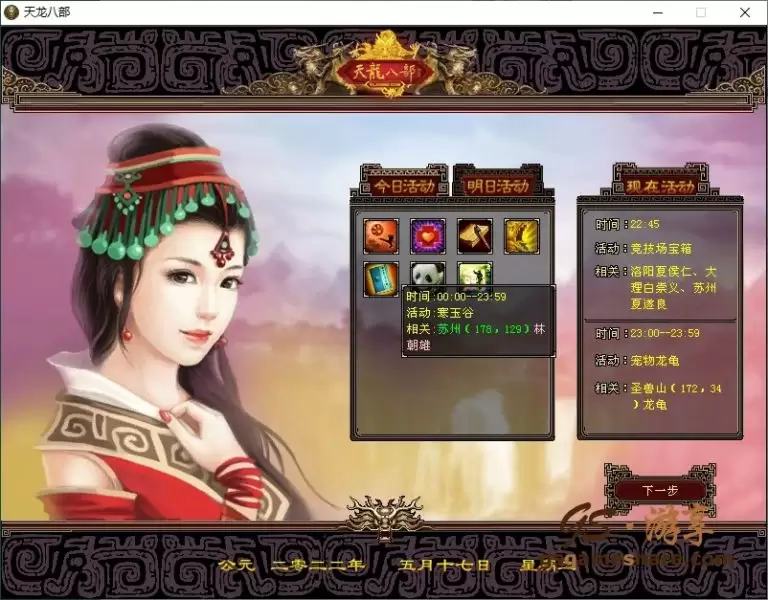 天龙八部
天龍八部
今日活动
明日活动
现在活动
时间:00:00--23:59
活动:寒玉谷
相关:苏州(178,129)林
朝雄
时间:22:45
活动:竞技场宝箱
相关:洛阳夏侯仁、大
理白崇义、苏州
夏遂良
时间:23:00--23:59
活动:宠物龙龟
相关:圣兽山(172,34
)龙龟
下一步
GS·游享
公元 二零二二年 五月十七日 星期